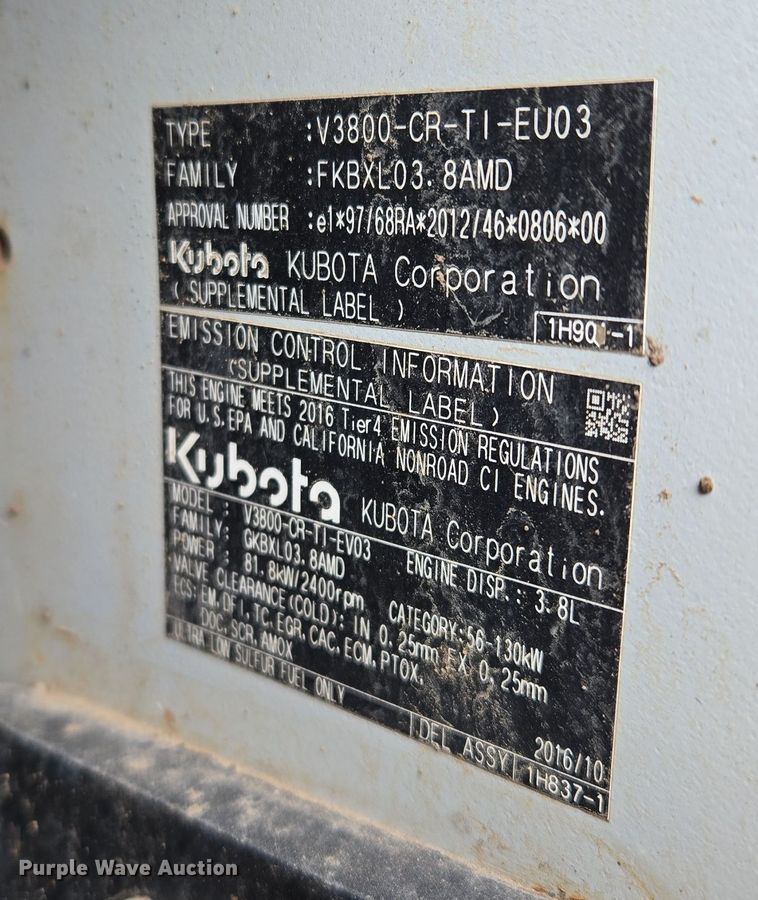 TYPE :V3800-CR-TI-EU03
FAMILY :FKBXL03.8AMD
APPROVAL NUMBER :e1*97/68RA*2012/46*0806*00
Kubota KUBOTA Corporation
(SUPPLEMENTAL LABEL)
EMISSION CONTROL INFORMATION
(SUPPLEMENTAL LABEL)
THIS ENGINE MEETS 2016 Tier4 EMISSION REGULATIONS
FOR U.S.EPA AND CALIFORNIA NONROAD CI ENGINES.
Kubota KUBOTA Corporation
MODEL : V3800-CR-TI-EV03 ENGINE DISP.: 3.8L
FAMILY: GKBXL03.8AMD
POWER : 81.8kW/2400rpm CATEGORY:56-130kW
VALVE CLEARANCE(COLD): IN 0.25mm EX 0.25mm
ECS: EM,DFI,TC,EGR,CAC,ECM,PTOX,
DOC,SCR,AMOX
ULTRA LOW SULFUR FUEL ONLY
2016/10
DEL ASSY 1H837-1
Purple Wave Auction